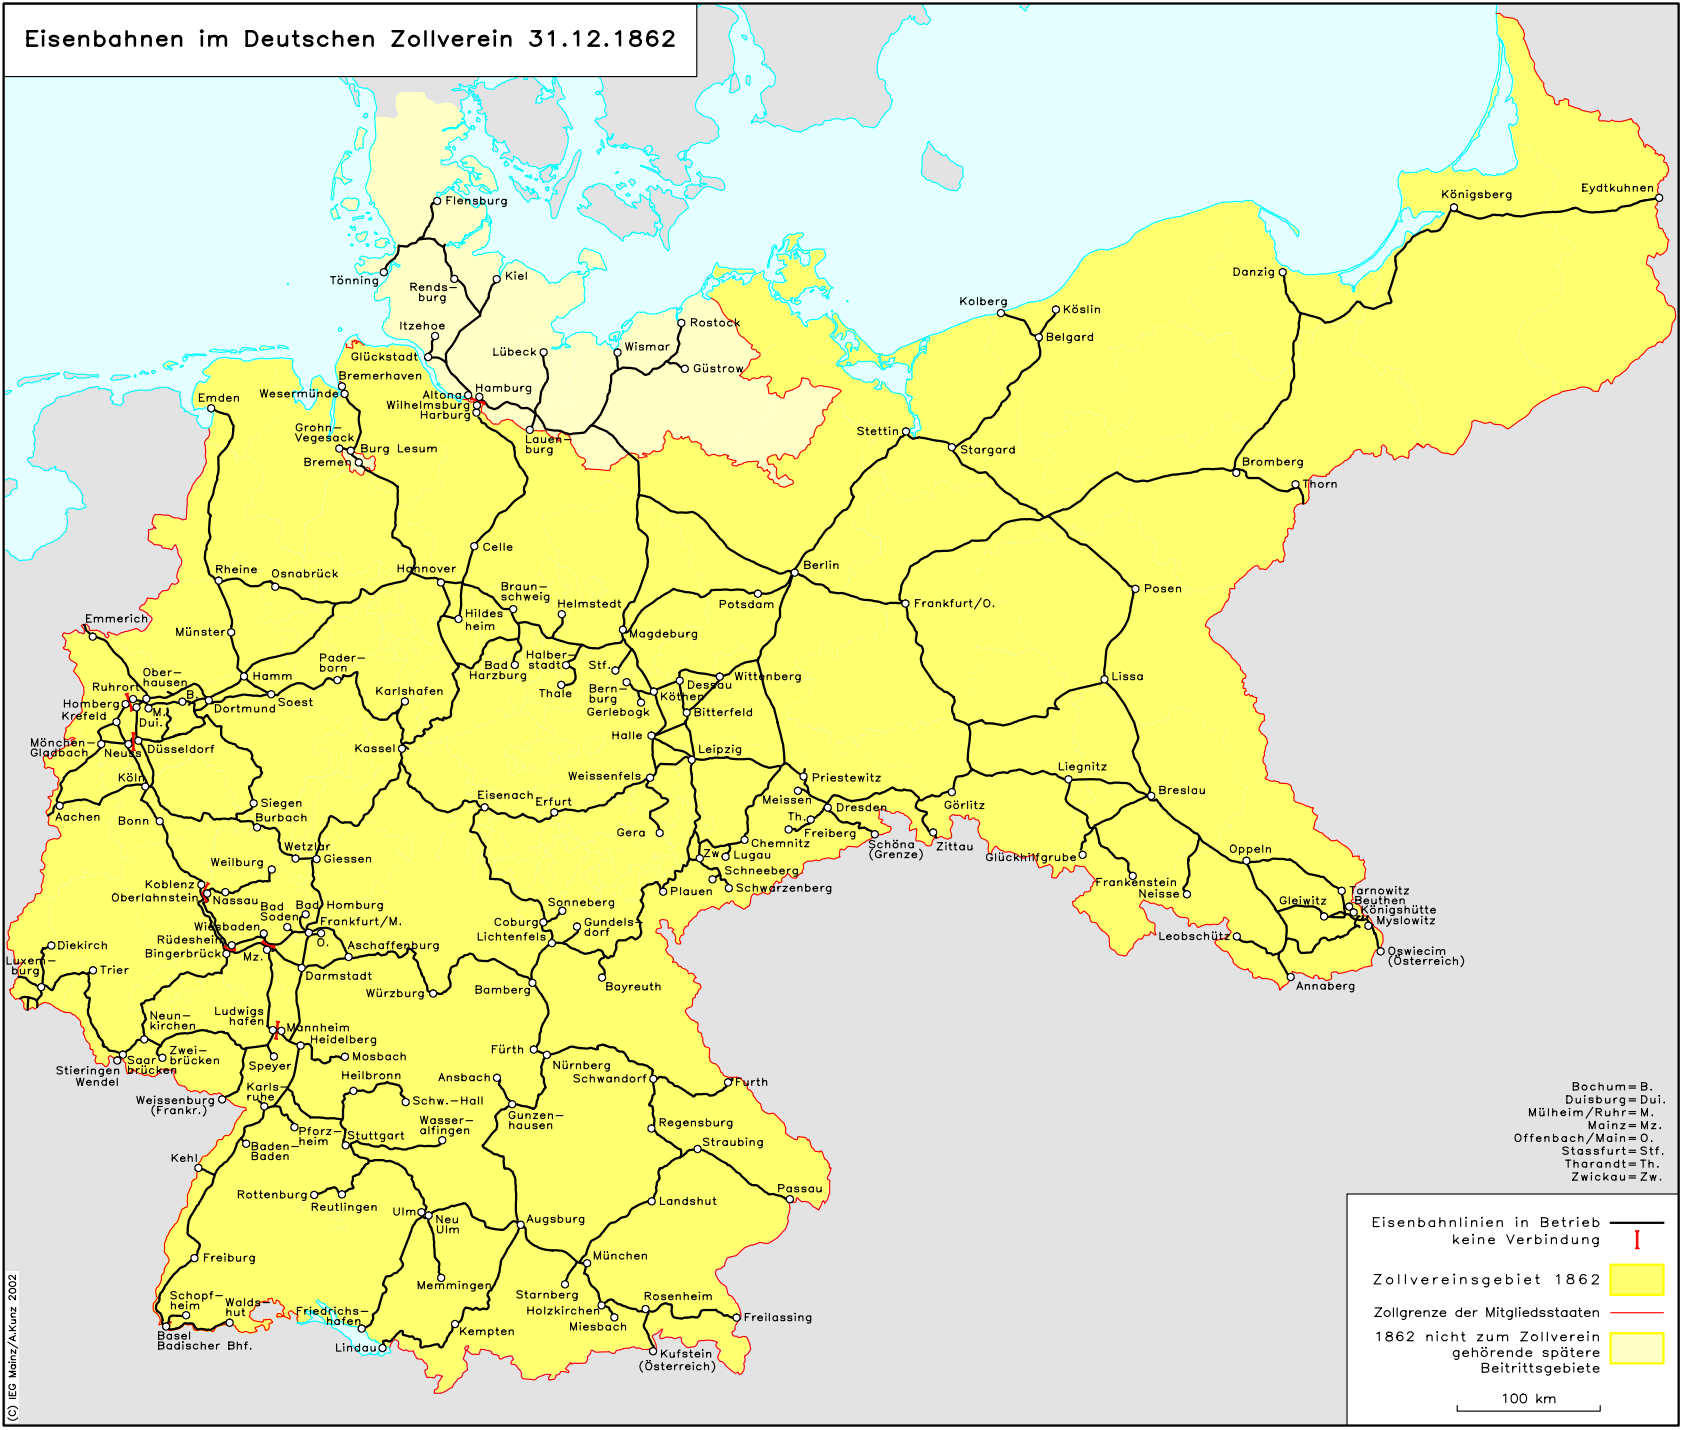 Eisenbahnen im Deutschen Zollverein 31.12.1862
Flensburg
Tönning
Rends–
burg
Kiel
Itzehoe
Glückstadt
Lübeck
Wismar
Rostock
Güstrow
Kolberg
Köslin
Belgard
Danzig
Königsberg
Eydtkuhnen
Bremerhaven
Wesermünde
Emden
Altona
Hamburg
Wilhelmsburg
Harburg
Grohn–
Vegesack
Burg Lesum
Bremen
Lauen–
burg
Stettin
Stargard
Bromberg
Thorn
Celle
Rheine
Osnabrück
Hannover
Braun–
schweig
Helmstedt
Hildes
heim
Berlin
Potsdam
Frankfurt/O.
Posen
Emmerich
Münster
Magdeburg
Ober–
hausen
Ruhrort
Homberg
Krefeld
B.
M.
Dui.
Hamm
Dortmund
Soest
Pader–
born
Karlshafen
Bad
Harzburg
Halber–
stadt
Thale
Stf.
Bern–
burg
Gerlebogk
Köthen
Dessau
Wittenberg
Bitterfeld
Lissa
Mönchen–
Gladbach
Neuss
Düsseldorf
Kassel
Halle
Leipzig
Köln
Weissenfels
Priestewitz
Meissen
Liegnitz
Breslau
Aachen
Bonn
Siegen
Burbach
Eisenach
Erfurt
Gera
Th.
Dresden
Freiberg
Chemnitz
Görlitz
Zittau
Schöna
(Grenze)
Glückhilfgrube
Oppeln
Wetzlar
Giessen
Weilburg
Zw.
Lugau
Schneeberg
Schwarzenberg
Plauen
Frankenstein
Neisse
Tarnowitz
Beuthen
Königshütte
Myslowitz
Gleiwitz
Koblenz
Oberlahnstein
Nassau
Bad
Soden
Bad Homburg
Frankfurt/M.
O.
Wiesbaden
Rüdesheim
Bingerbrück
Mz.
Aschaffenburg
Sonneberg
Coburg
Gundels–
dorf
Lichtenfels
Leobschütz
Oswiecim
(Österreich)
Annaberg
Diekirch
Luxem–
burg
Trier
Darmstadt
Würzburg
Bamberg
Bayreuth
Neun–
kirchen
Ludwigs
hafen
Mannheim
Heidelberg
Zwei–
brücken
Saar
brücken
Stieringen
Wendel
Speyer
Mosbach
Fürth
Nürnberg
Schwandorf
Furth
Weissenburg
(Frankr.)
Karls–
ruhe
Heilbronn
Schw.–Hall
Ansbach
Gunzen–
hausen
Wasser–
alfingen
Regensburg
Straubing
Baden–
Baden
Pforz–
heim
Stuttgart
Kehl
Rottenburg
Reutlingen
Passau
Landshut
Ulm
Neu
Ulm
Augsburg
Freiburg
München
Memmingen
Starnberg
Holzkirchen
Miesbach
Rosenheim
Freilassing
Schopf–
heim
Walds–
hut
Friedrichs–
hafen
Basel
Badischer Bhf.
Lindau
Kempten
Kufstein
(Österreich)
Bochum=B.
Duisburg=Dui.
Mülheim/Ruhr=M.
Mainz=Mz.
Offenbach/Main=O.
Stassfurt=Stf.
Tharandt=Th.
Zwickau=Zw.
Eisenbahnlinien in Betrieb
keine Verbindung
Zollvereinsgebiet 1862
Zollgrenze der Mitgliedsstaaten
1862 nicht zum Zollverein
gehörende spätere
Beitrittsgebiete
100 km
(C) IEG Mainz/A.Kunz 2002